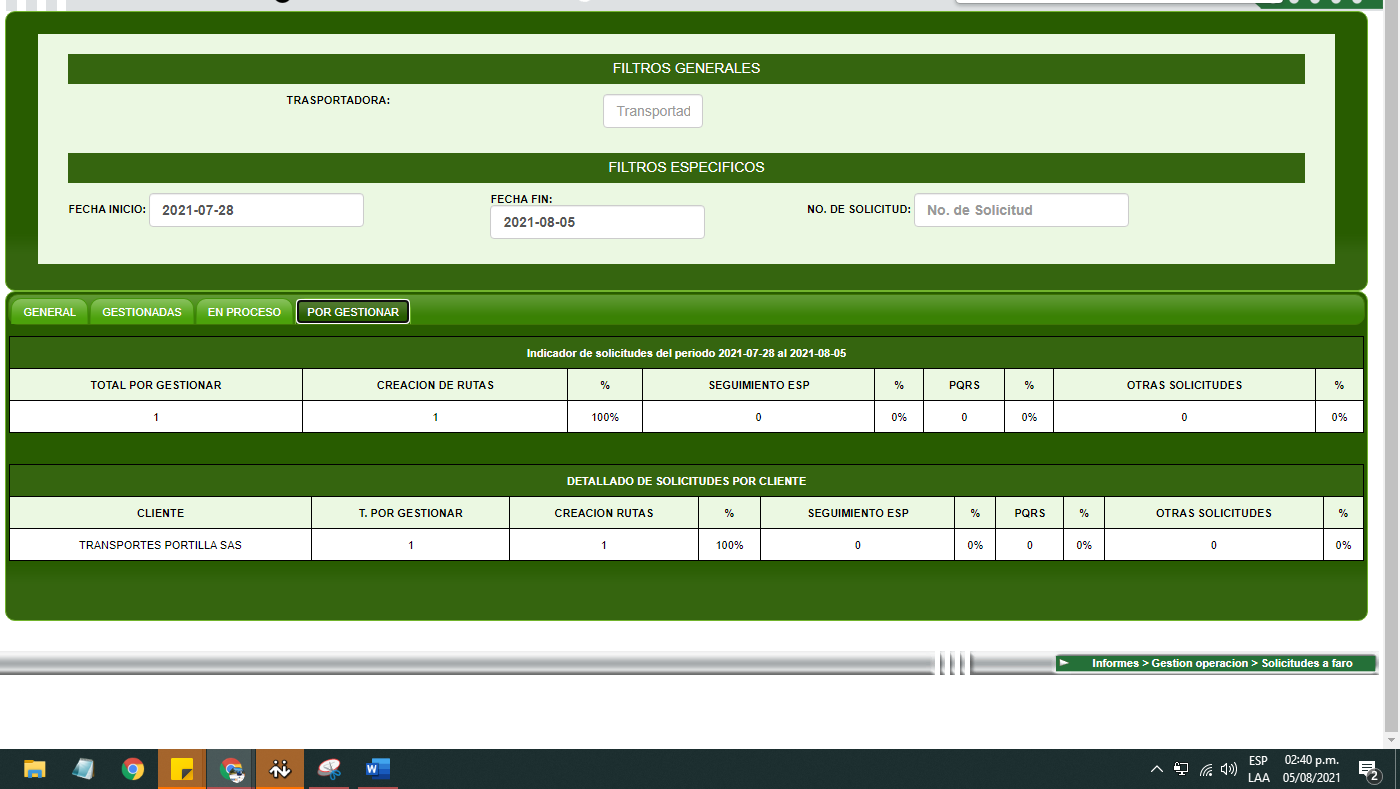 FILTROS GENERALES
TRASPORTADORA: Transportad
FILTROS ESPECIFICOS
FECHA INICIO: 2021-07-28 FECHA FIN: 2021-08-05 NO. DE SOLICITUD: No. de Solicitud
GENERAL GESTIONADAS EN PROCESO POR GESTIONAR
Indicador de solicitudes del periodo 2021-07-28 al 2021-08-05
TOTAL POR GESTIONAR CREACION DE RUTAS % SEGUIMIENTO ESP % PQRS % OTRAS SOLICITUDES %
1 1 100% 0 0% 0 0% 0 0%
DETALLADO DE SOLICITUDES POR CLIENTE
CLIENTE T. POR GESTIONAR CREACION RUTAS % SEGUIMIENTO ESP % PQRS % OTRAS SOLICITUDES %
TRANSPORTES PORTILLA SAS 1 1 100% 0 0% 0 0% 0 0%
Informes > Gestion operacion > Solicitudes a faro
ESP 02:40 p.m.
LAA 05/08/2021 2